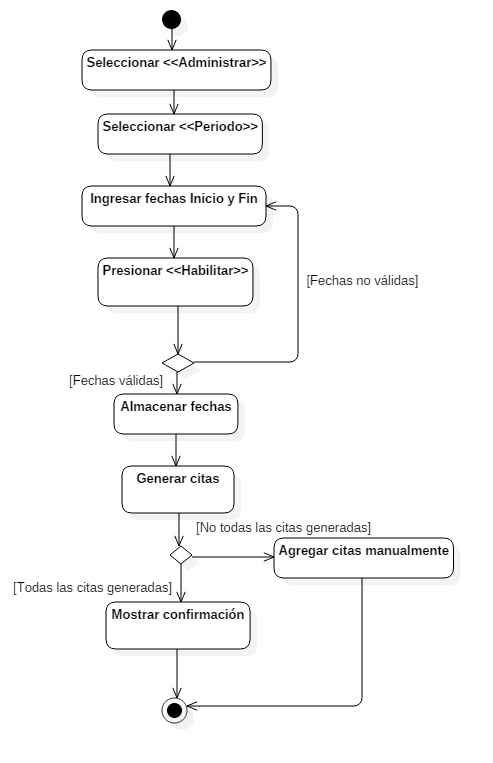 Seleccionar <<Administrar>>
Seleccionar <<Periodo>>
Ingresar fechas Inicio y Fin
Presionar <<Habilitar>>
[Fechas no válidas]
[Fechas válidas]
Almacenar fechas
Generar citas
[No todas las citas generadas]
Agregar citas manualmente
[Todas las citas generadas]
Mostrar confirmación